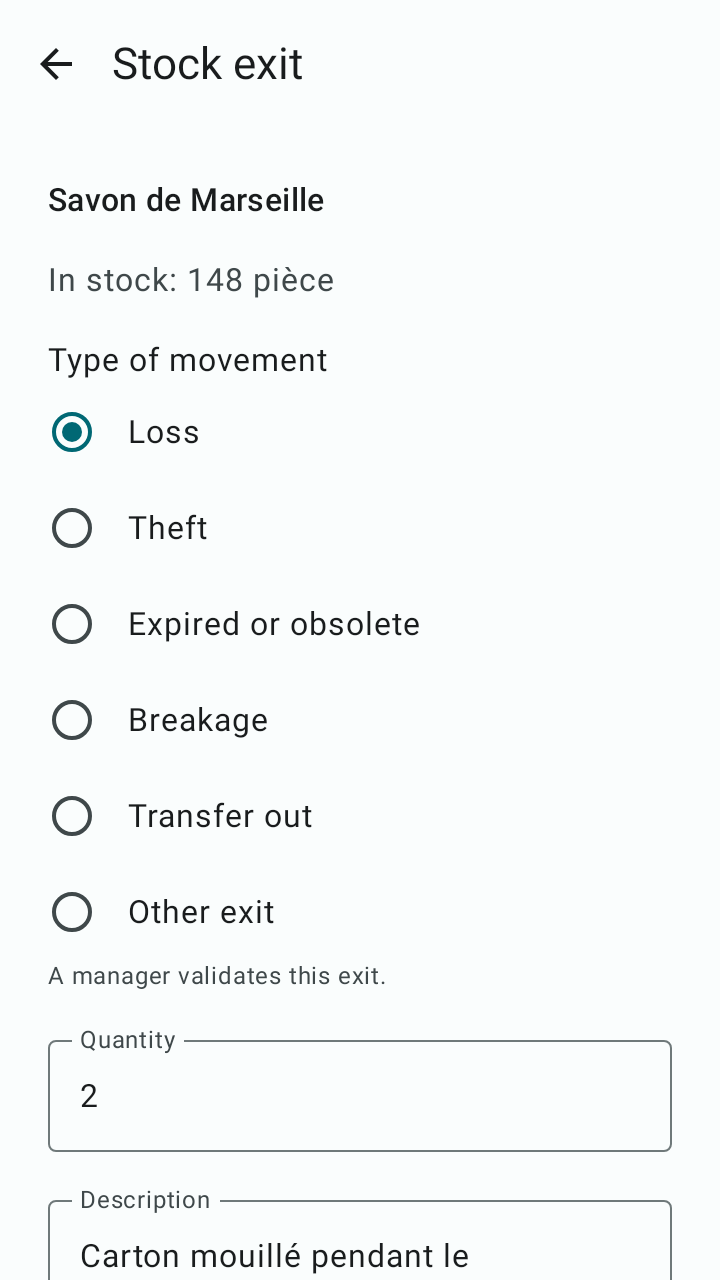 Stock exit
Savon de Marseille
In stock: 148 pièce
Type of movement
Loss
Theft
Expired or obsolete
Breakage
Transfer out
Other exit
A manager validates this exit.
Quantity
2
Description
Carton mouillé pendant le